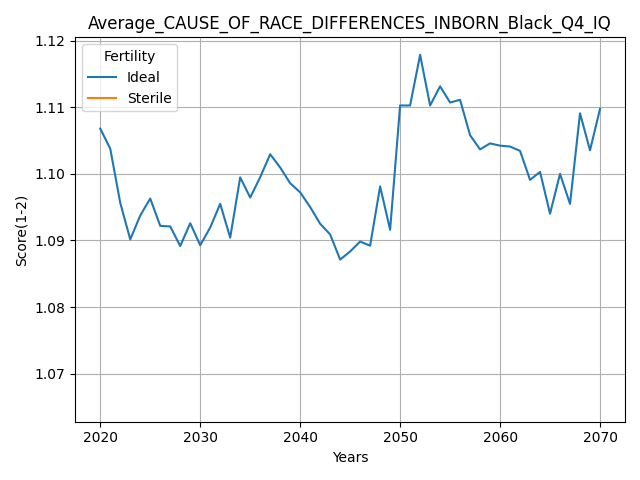 Average_CAUSE_OF_RACE_DIFFERENCES_INBORN_Black_Q4_IQ
Fertility
Ideal
Sterile
Score(1-2)
1.12
1.11
1.10
1.09
1.08
1.07
2020 2030 2040 2050 2060 2070
Years